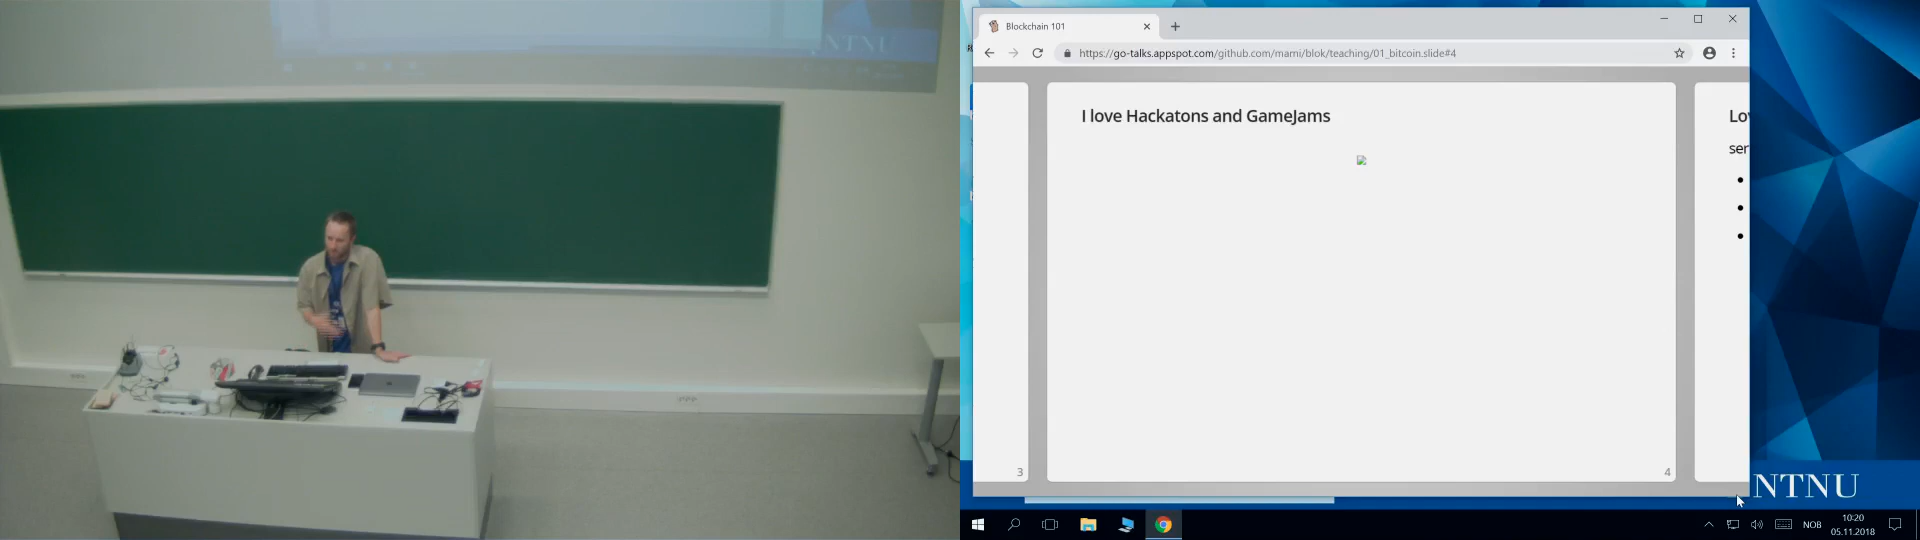 NTNU
Blockchain 101
https://go-talks.appspot.com/github.com/mami/blok/teaching/01_bitcoin.slide#4
I love Hackatons and GameJams
Lo
ser
3
4
NTNU
NOB
10:20
05.11.2018